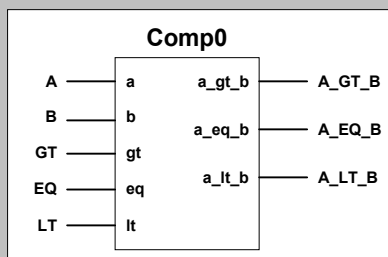 Comp0
A a a_gt_b A_GT_B
B b a_eq_b A_EQ_B
GT gt a_lt_b A_LT_B
EQ eq
LT lt